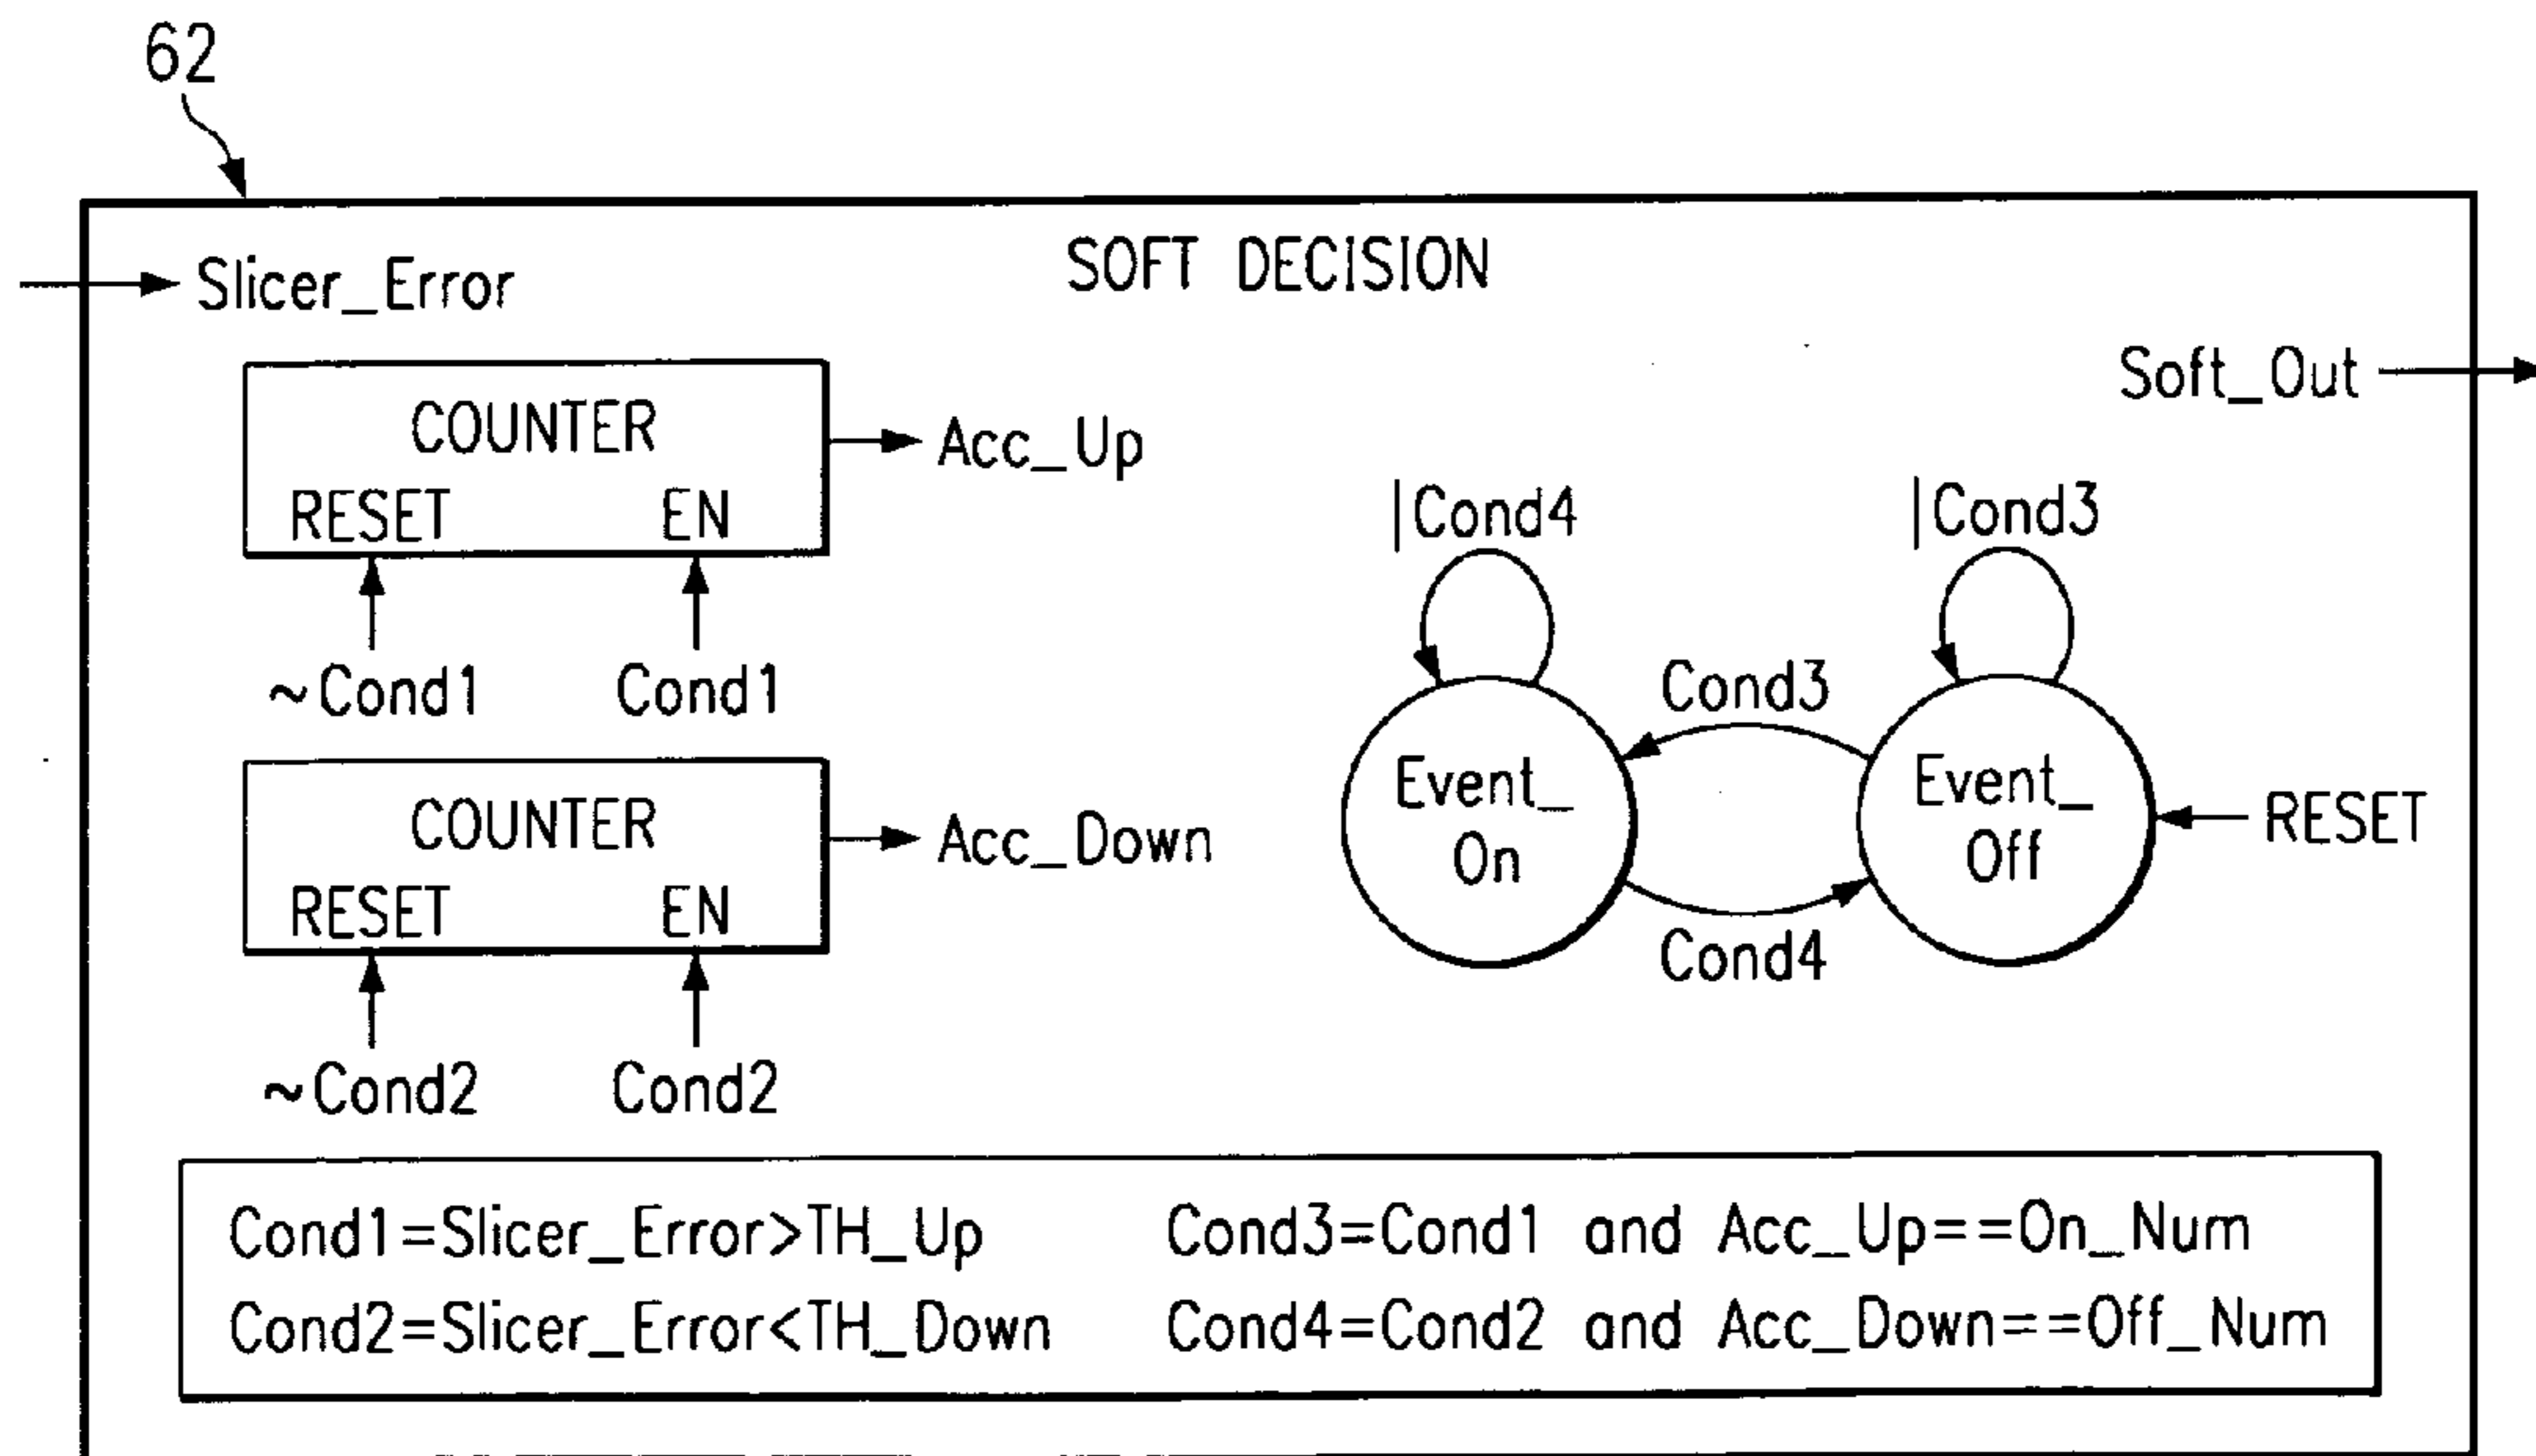 62
SOFT DECISION
Slicer_Error
Soft_Out
COUNTER
RESET EN
Acc_Up
~Cond1 Cond1
COUNTER
RESET EN
Acc_Down
~Cond2 Cond2
|Cond4
|Cond3
Cond3
Event_
On
Event_
Off
RESET
Cond4
Cond1=Slicer_Error>TH_Up Cond3=Cond1 and Acc_Up==On_Num
Cond2=Slicer_Error<TH_Down Cond4=Cond2 and Acc_Down==Off_Num